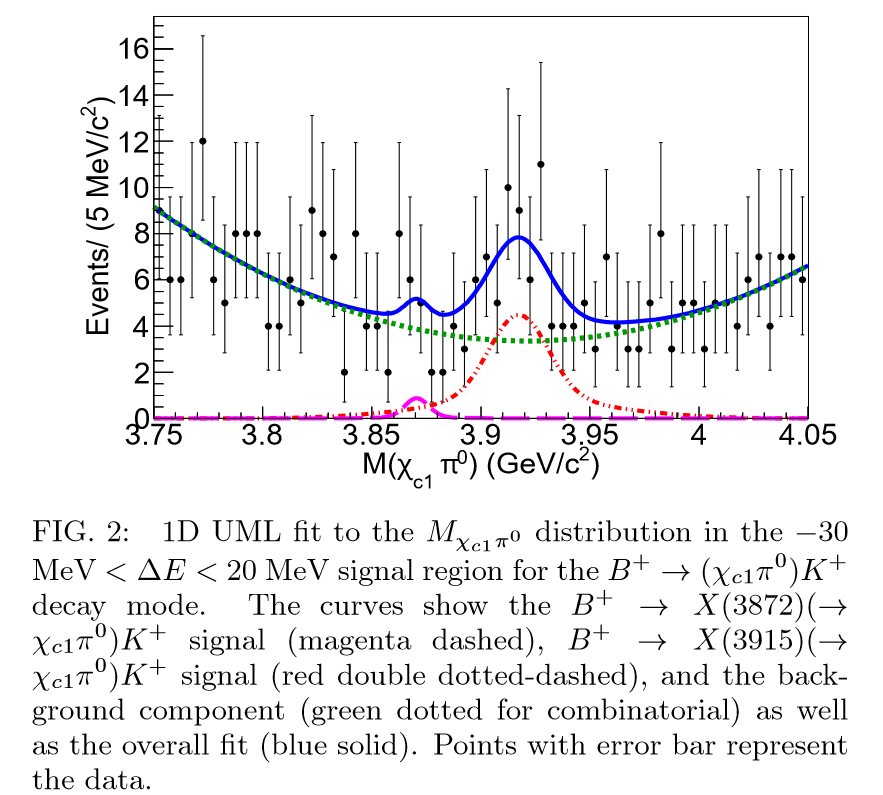 16
14
12
10
8
6
4
2
0
Events/ (5 MeV/c²)
3.75 3.8 3.85 3.9 3.95 4 4.05
M(χc1 π⁰) (GeV/c²)
FIG. 2: 1D UML fit to the Mχc1π⁰ distribution in the −30
MeV < ΔE < 20 MeV signal region for the B⁺ → (χc1π⁰)K⁺
decay mode. The curves show the B⁺ → X(3872)(→
χc1π⁰)K⁺ signal (magenta dashed), B⁺ → X(3915)(→
χc1π⁰)K⁺ signal (red double dotted-dashed), and the back-
ground component (green dotted for combinatorial) as well
as the overall fit (blue solid). Points with error bar represent
the data.